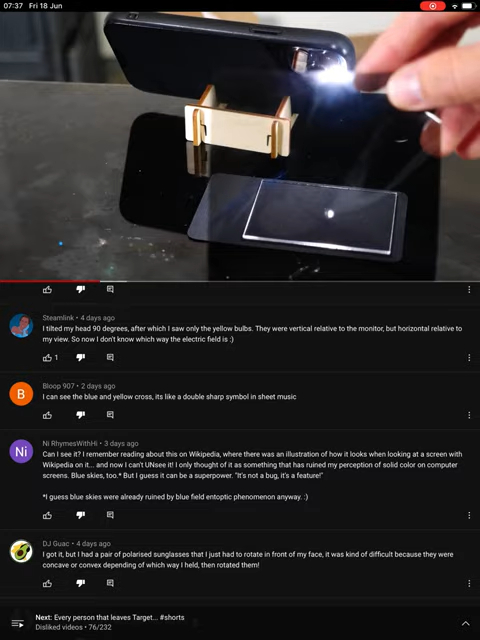 07:37 Fri 18 Jun
Steamlink • 4 days ago
I tilted my head 90 degrees, after which I saw only the yellow bulbs. They were vertical relative to the monitor, but horizontal relative to
my view. So now I don't know which way the electric field is :)
1
B
Bloop 907 • 2 days ago
I can see the blue and yellow cross, its like a double sharp symbol in sheet music
Ni
Ni RhymesWithHi • 3 days ago
Can I see it? I remember reading about this on Wikipedia, where there was an illustration of how it looks when looking at a screen with
Wikipedia on it... and now I can't UNsee it! I only thought of it as something that has ruined my perception of solid color on computer
screens. Blue skies, too.* But I guess it can be a superpower. "It's not a bug, it's a feature!"
*I guess blue skies were already ruined by blue field entoptic phenomenon anyway. :)
DJ Guac • 4 days ago
I got it, but I had a pair of polarised sunglasses that I just had to rotate in front of my face, it was kind of difficult because they were
concave or convex depending of which way I held, then rotated them!
Next: Every person that leaves Target... #shorts
Disliked videos • 76/232